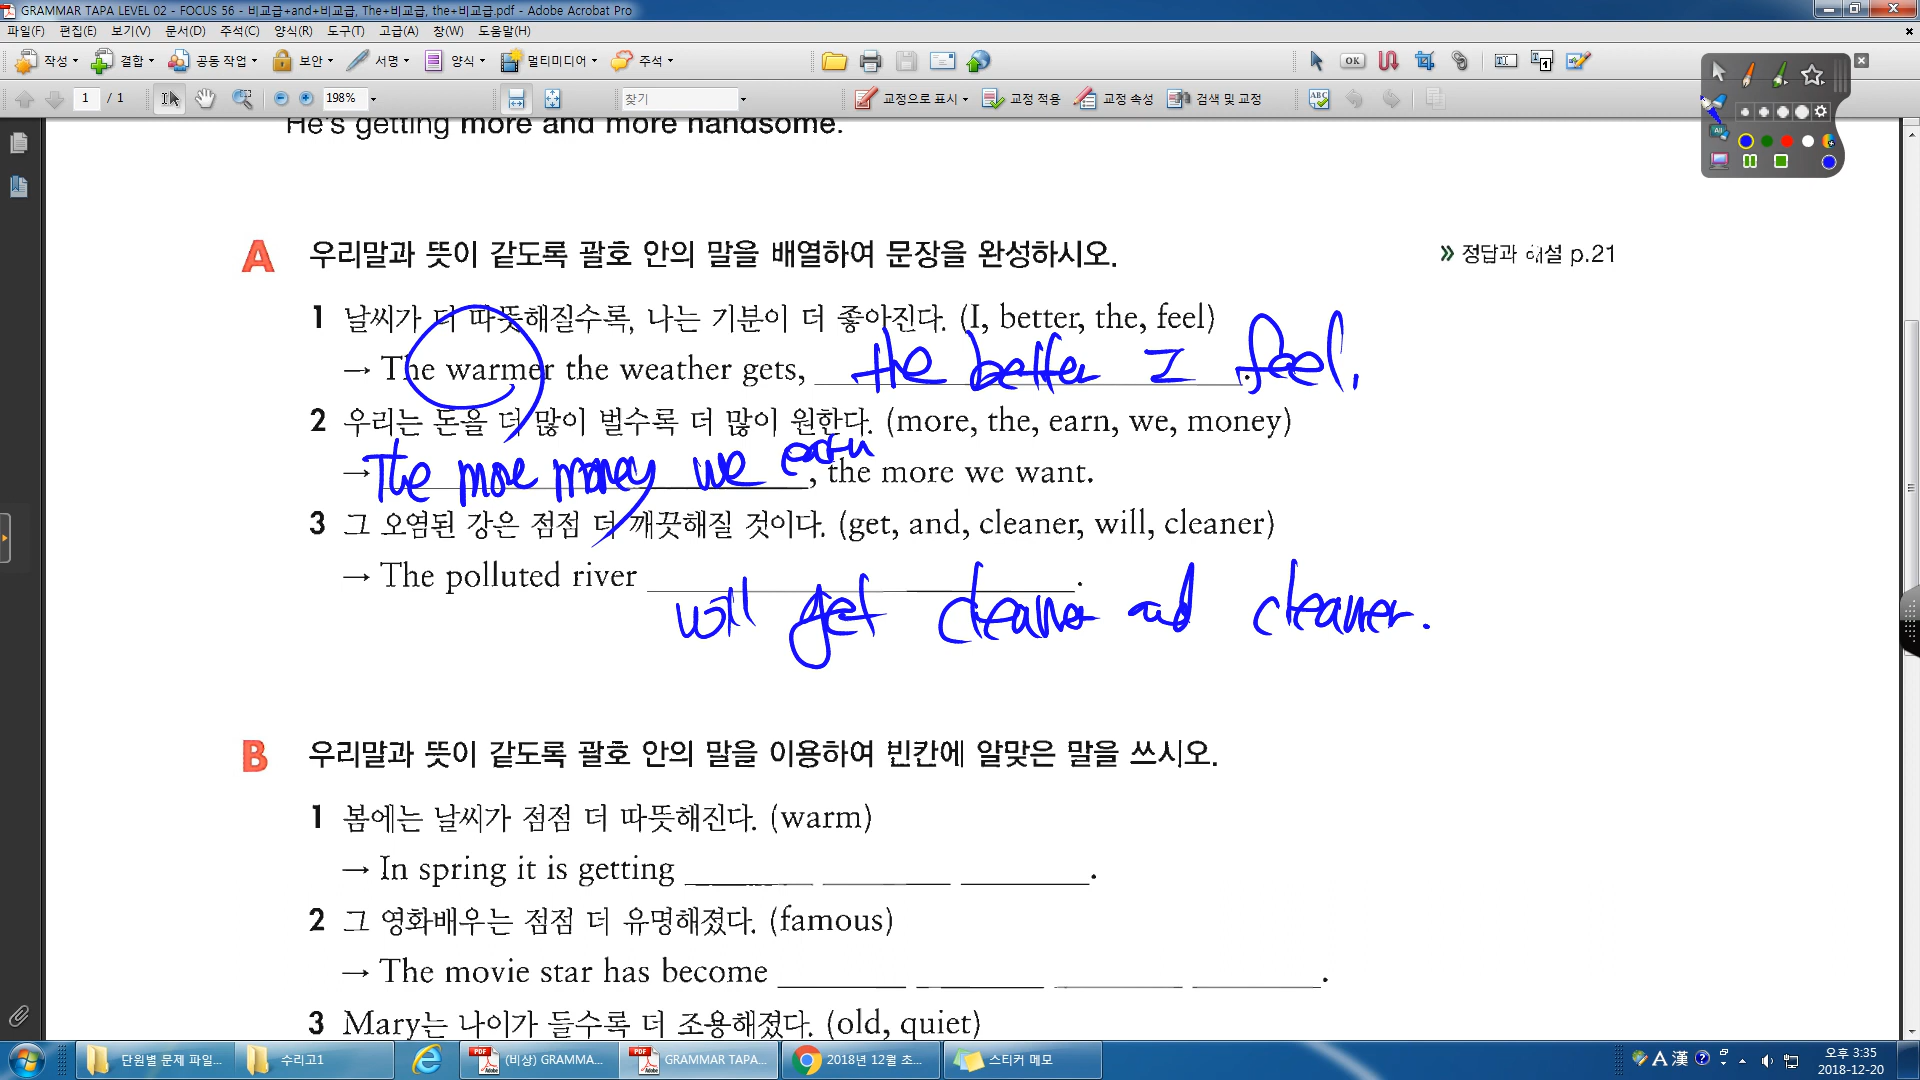 GRAMMAR TAPA LEVEL 02 - FOCUS 56 - 비교급+and+비교급, The+비교급, the+비교급.pdf - Adobe Acrobat Pro
파일(F) 편집(E) 보기(V) 문서(D) 주석(C) 양식(R) 도구(T) 고급(A) 창(W) 도움말(H)
작성 결합 공동 작업 보안 서명 양식 멀티미디어 주석 OK
1 / 1 198% 찾기 교정으로 표시 교정 적용 교정 속성 검색 및 교정
He's getting more and more handsome.
A 우리말과 뜻이 같도록 괄호 안의 말을 배열하여 문장을 완성하시오. » 정답과 해설 p.21
1 날씨가 더 따뜻해질수록, 나는 기분이 더 좋아진다. (I, better, the, feel)
→ The warmer the weather gets, the better I feel.
2 우리는 돈을 더 많이 벌수록 더 많이 원한다. (more, the, earn, we, money)
→ The more money we earn, the more we want.
3 그 오염된 강은 점점 더 깨끗해질 것이다. (get, and, cleaner, will, cleaner)
→ The polluted river .
will get cleaner and cleaner.
B 우리말과 뜻이 같도록 괄호 안의 말을 이용하여 빈칸에 알맞은 말을 쓰시오.
1 봄에는 날씨가 점점 더 따뜻해진다. (warm)
→ In spring it is getting .
2 그 영화배우는 점점 더 유명해졌다. (famous)
→ The movie star has become .
3 Mary는 나이가 들수록 더 조용해졌다. (old, quiet)
단원별 문제 파일... 수리고1 (비상) GRAMMA... GRAMMAR TAPA... 2018년 12월 초... 스티커 메모 A 漢 오후 3:35
2018-12-20